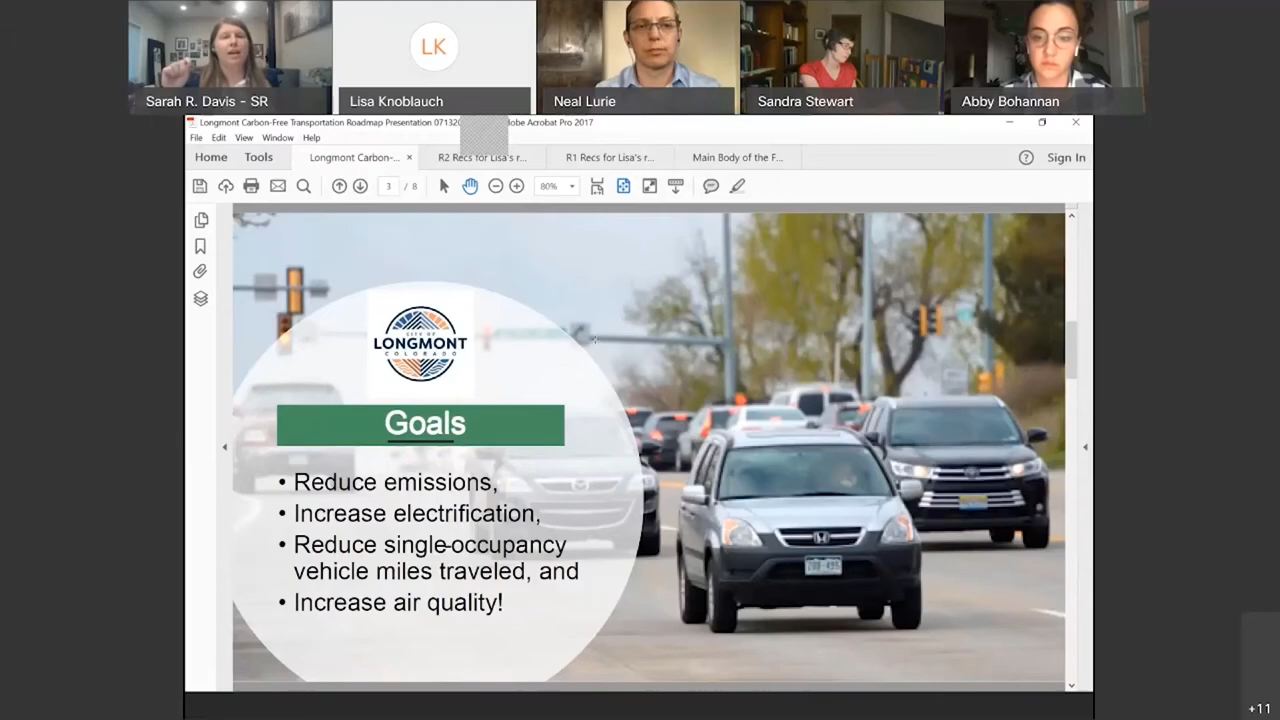 LK
Sarah R. Davis - SR
Lisa Knoblauch
Neal Lurie
Sandra Stewart
Abby Bohannan
Longmont Carbon-Free Transportation Roadmap Presentation 07132 dobe Acrobat Pro 2017
File Edit View Window Help
Home Tools Longmont Carbon-... × R2 Recs for Lisa's r... R1 Recs for Lisa's r... Main Body of the F... Sign In
3 / 8 80%
CITY OF
LONGMONT
COLORADO
Goals
• Reduce emissions,
• Increase electrification,
• Reduce single-occupancy
vehicle miles traveled, and
• Increase air quality!
+11